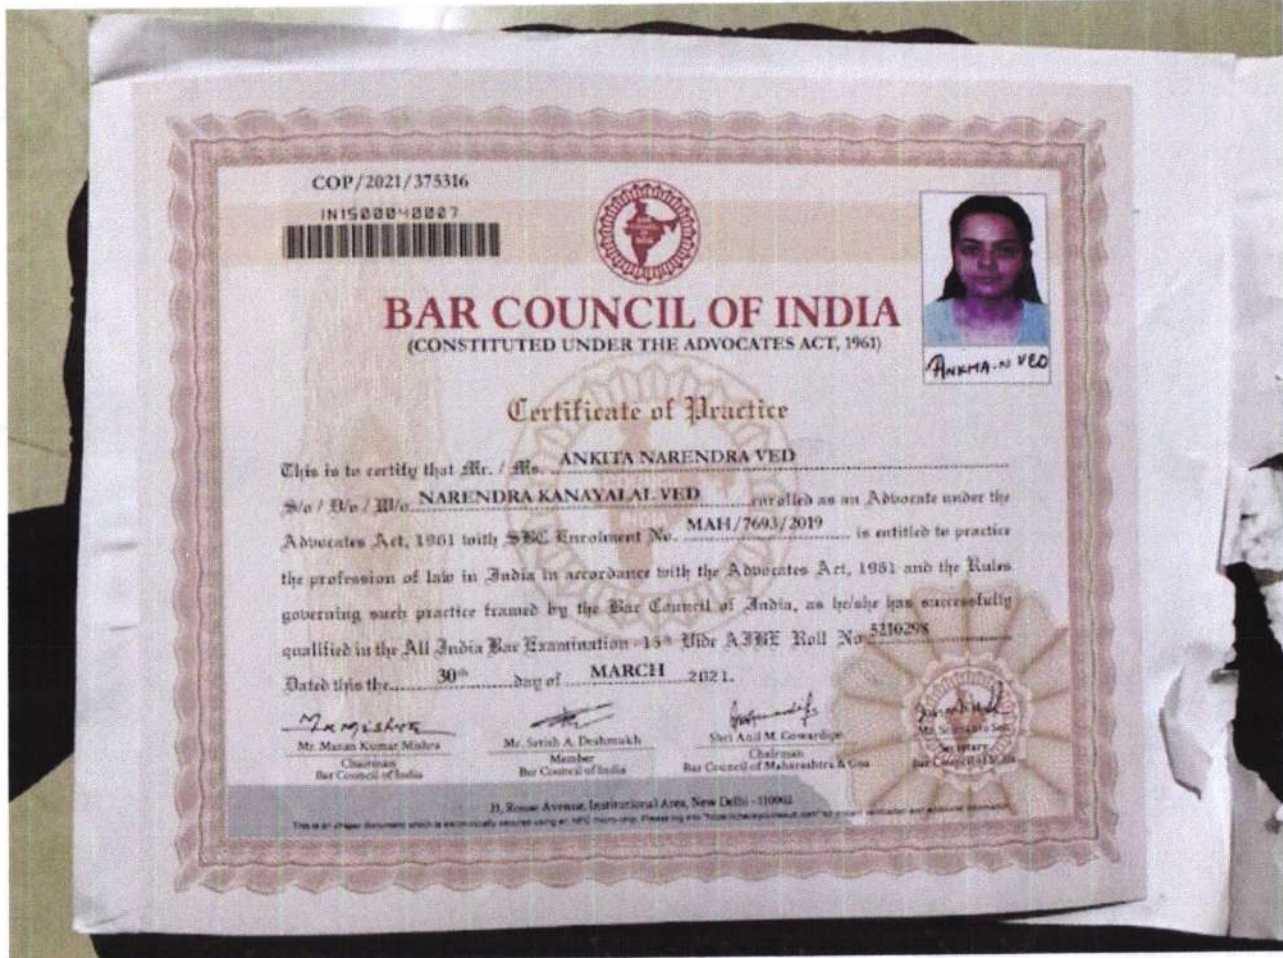 COP/2021/375316
IN1500040007
BAR COUNCIL OF INDIA
(CONSTITUTED UNDER THE ADVOCATES ACT, 1961)
ANKITA-N VED
Certificate of Practice
This is to certify that Mr. / Ms. ANKITA NARENDRA VED
S/o / D/o / W/o NARENDRA KANAYALAL VED enrolled as an Advocate under the
Advocates Act, 1961 with SBC Enrolment No. MAH/7693/2019 is entitled to practice
the profession of law in India in accordance with the Advocates Act, 1961 and the Rules
governing such practice framed by the Bar Council of India, as he/she has successfully
qualified in the All India Bar Examination -15th Vide AIBE Roll No 5210298
Dated this the 30th day of MARCH 2021.
Mr. Manan Kumar Mishra
Chairman
Bar Council of India
Mr. Satish A. Deshmukh
Member
Bar Council of India
Shri Anil M. Gowardipe
Chairman
Bar Council of Maharashtra & Goa
Secretary
Bar Council of India
21, Rouse Avenue, Institutional Area, New Delhi - 110002